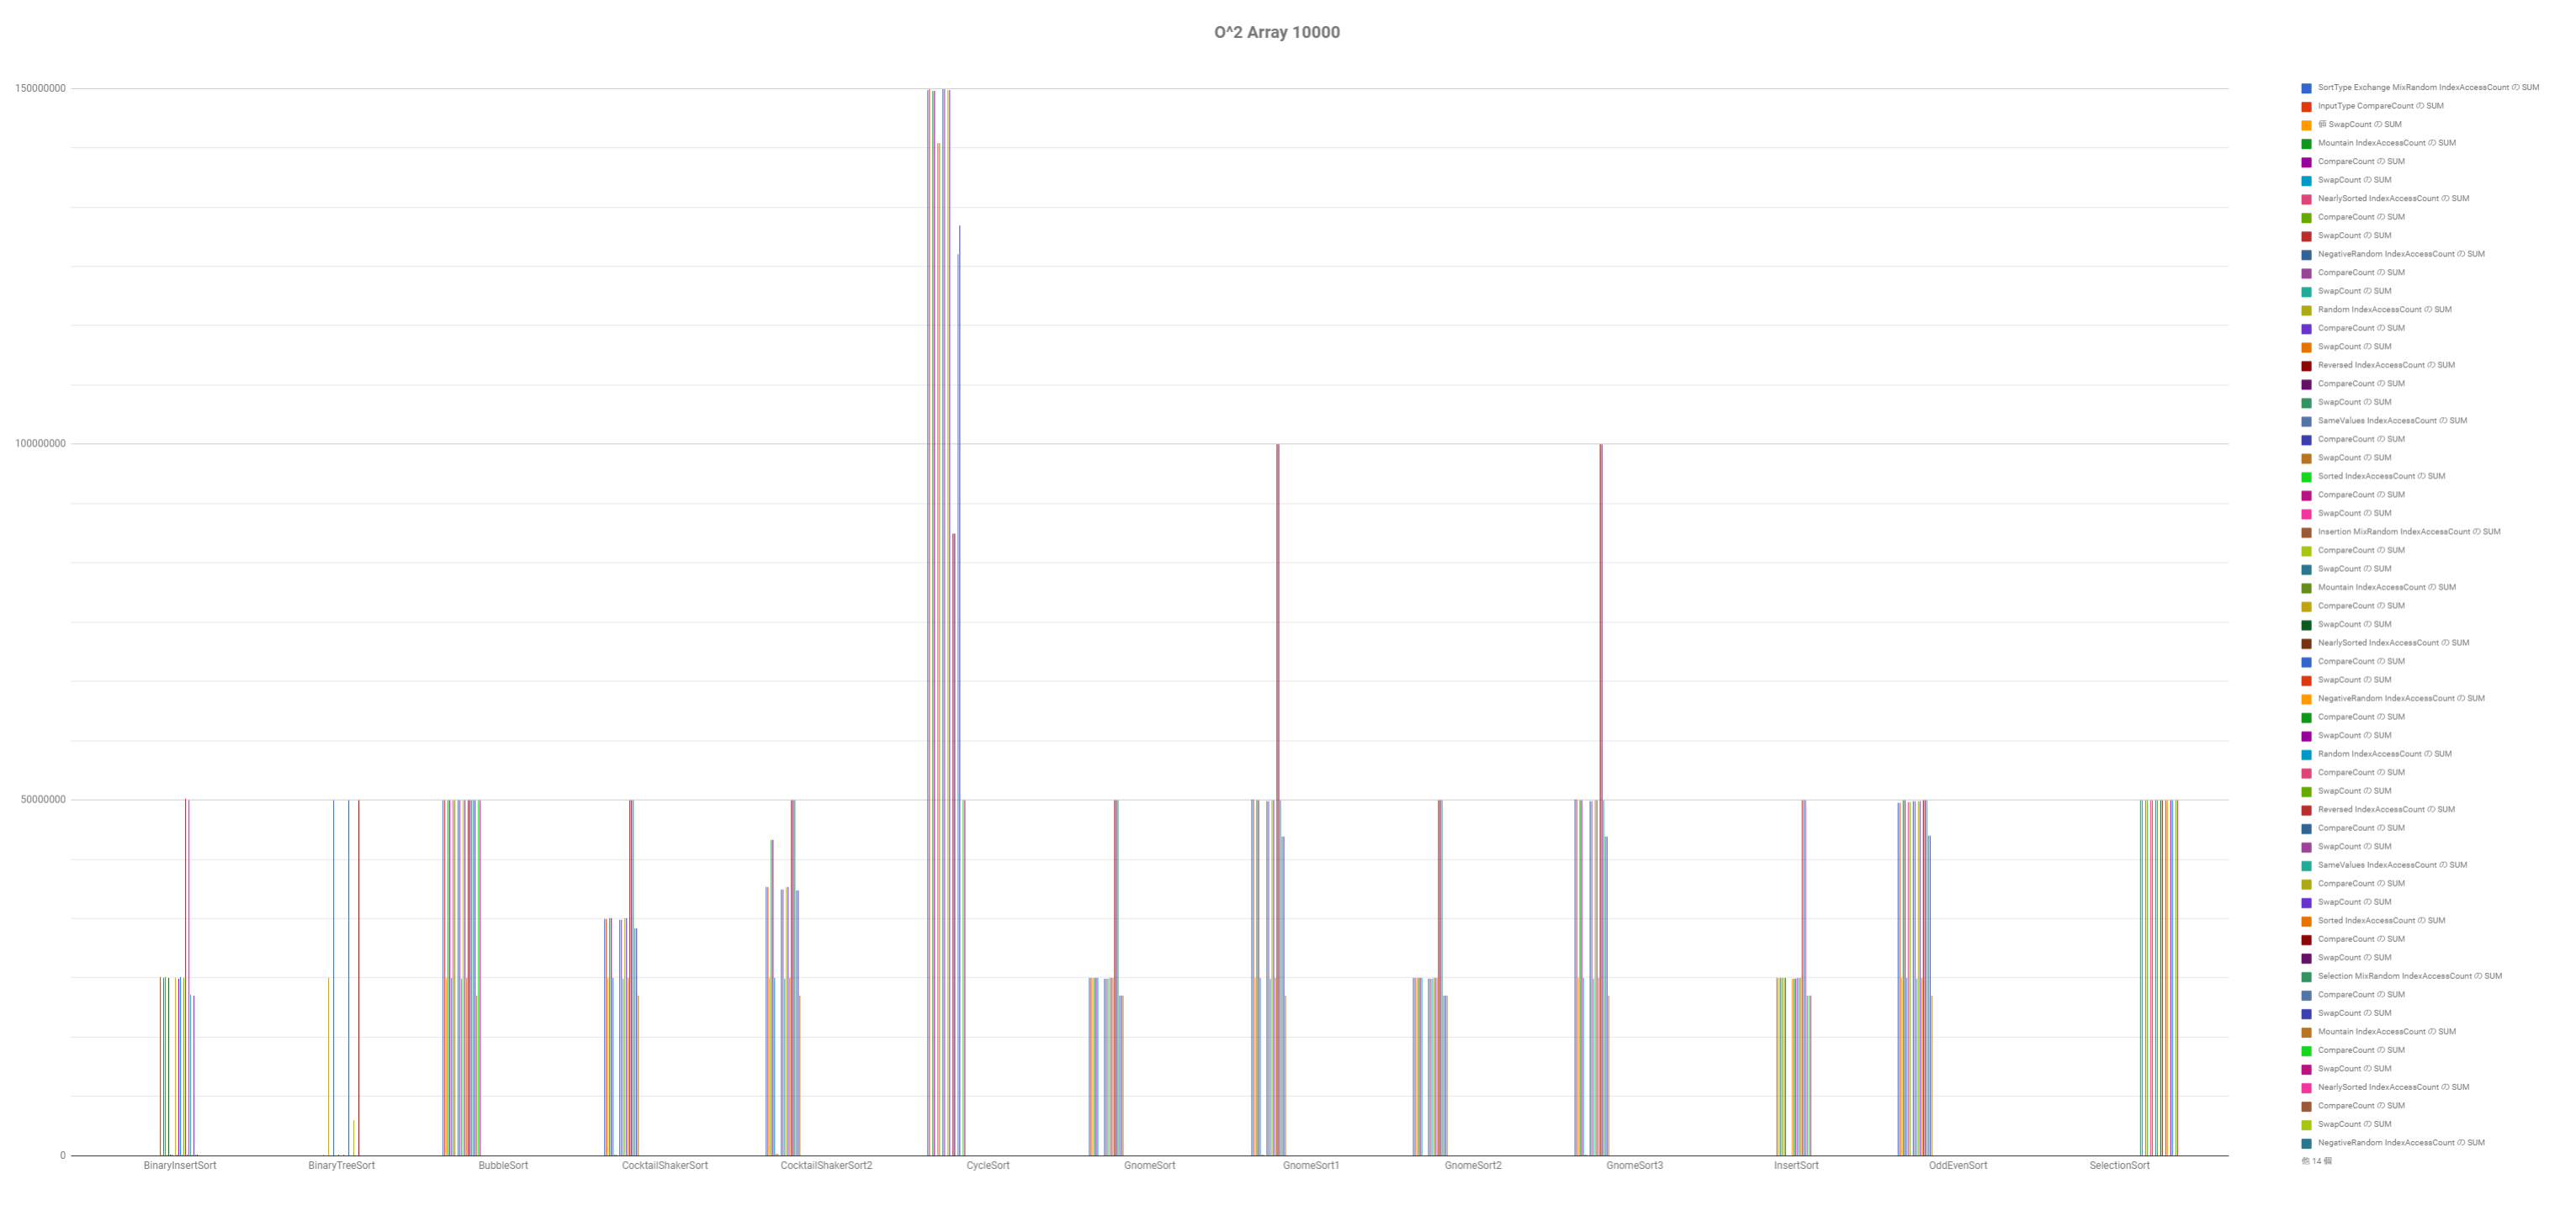 O^2 Array 10000
150000000
100000000
50000000
0
BinaryInsertSort
BinaryTreeSort
BubbleSort
CocktailShakerSort
CocktailShakerSort2
CycleSort
GnomeSort
GnomeSort1
GnomeSort2
GnomeSort3
InsertSort
OddEvenSort
SelectionSort
SortType Exchange MixRandom IndexAccessCount の SUM
InputType CompareCount の SUM
値 SwapCount の SUM
Mountain IndexAccessCount の SUM
CompareCount の SUM
SwapCount の SUM
NearlySorted IndexAccessCount の SUM
CompareCount の SUM
SwapCount の SUM
NegativeRandom IndexAccessCount の SUM
CompareCount の SUM
SwapCount の SUM
Random IndexAccessCount の SUM
CompareCount の SUM
SwapCount の SUM
Reversed IndexAccessCount の SUM
CompareCount の SUM
SwapCount の SUM
SameValues IndexAccessCount の SUM
CompareCount の SUM
SwapCount の SUM
Sorted IndexAccessCount の SUM
CompareCount の SUM
SwapCount の SUM
Insertion MixRandom IndexAccessCount の SUM
CompareCount の SUM
SwapCount の SUM
Mountain IndexAccessCount の SUM
CompareCount の SUM
SwapCount の SUM
NearlySorted IndexAccessCount の SUM
CompareCount の SUM
SwapCount の SUM
NegativeRandom IndexAccessCount の SUM
CompareCount の SUM
SwapCount の SUM
Random IndexAccessCount の SUM
CompareCount の SUM
SwapCount の SUM
Reversed IndexAccessCount の SUM
CompareCount の SUM
SwapCount の SUM
SameValues IndexAccessCount の SUM
CompareCount の SUM
SwapCount の SUM
Sorted IndexAccessCount の SUM
CompareCount の SUM
SwapCount の SUM
Selection MixRandom IndexAccessCount の SUM
CompareCount の SUM
SwapCount の SUM
Mountain IndexAccessCount の SUM
CompareCount の SUM
SwapCount の SUM
NearlySorted IndexAccessCount の SUM
CompareCount の SUM
SwapCount の SUM
NegativeRandom IndexAccessCount の SUM
他 14 個